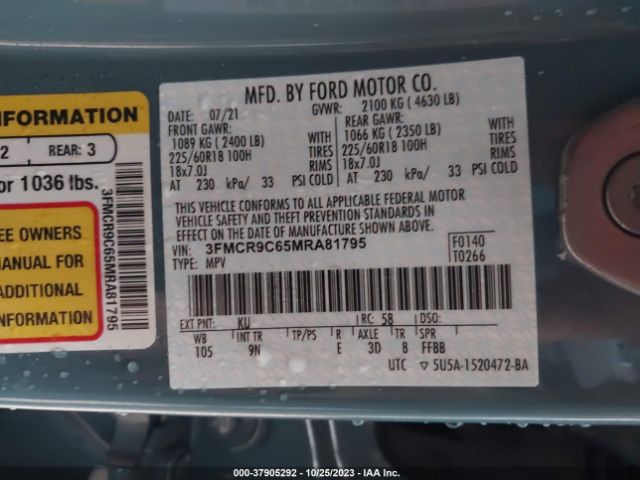 INFORMATION
2 REAR: 3
or 1036 lbs.
EE OWNERS
MANUAL FOR
ADDITIONAL
INFORMATION
3FMCR9C65MRA81795
MFD. BY FORD MOTOR CO.
DATE: 07/21 GVWR: 2100 KG ( 4630 LB)
FRONT GAWR: REAR GAWR:
1089 KG ( 2400 LB) WITH 1066 KG ( 2350 LB) WITH
225/60R18 100H TIRES 225/60R18 100H TIRES
18x7.0J RIMS 18x7.0J RIMS
AT 230 kPa/ 33 PSI COLD AT 230 kPa/ 33 PSI COLD
THIS VEHICLE CONFORMS TO ALL APPLICABLE FEDERAL MOTOR
VEHICLE SAFETY AND THEFT PREVENTION STANDARDS IN
EFFECT ON THE DATE OF MANUFACTURE SHOWN ABOVE.
VIN: 3FMCR9C65MRA81795 F0140
TYPE: MPV T0266
EXT PNT: KU RC: 58 DSO:
WB INT TR TP/PS R AXLE TR SPR
105 9N E 3D 8 FFBB
UTC ▽ 5U5A-1520472-BA
000-37905292 - 10/25/2023 - IAA Inc.